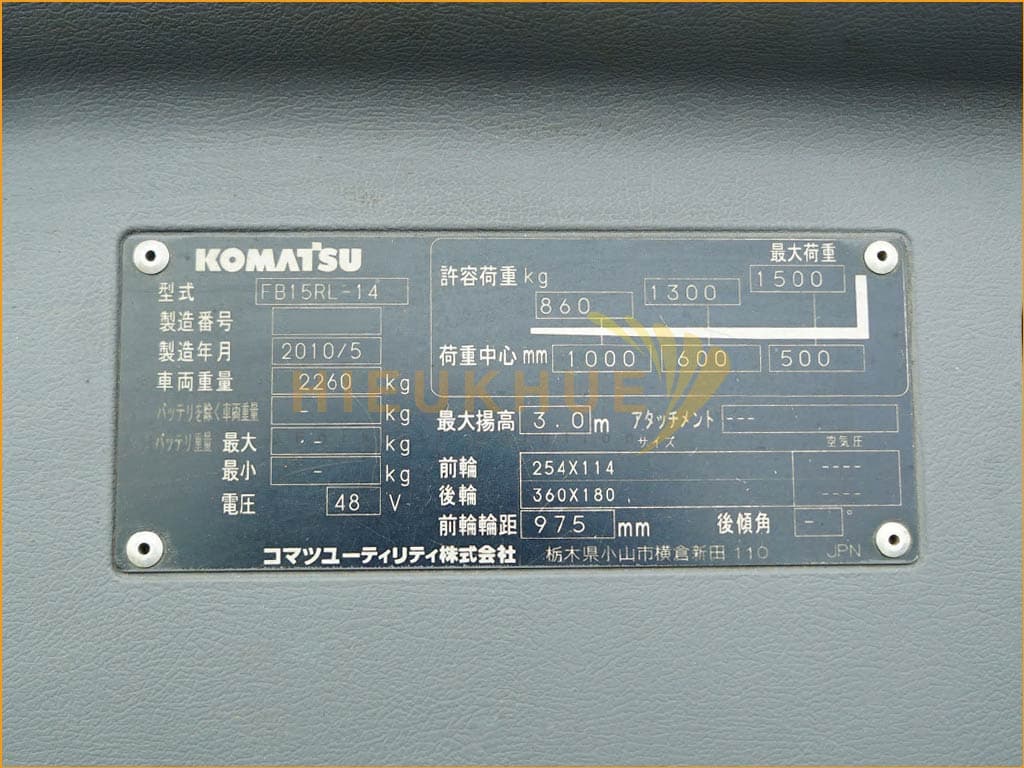 KOMATSU
型式 FB15RL-14
製造番号
製造年月 2010/5
車両重量 2260 kg
バッテリを除く車両重量 -- kg
バッテリ重量 最大 -- kg
最小 - kg
電圧 48 V
最大荷重
許容荷重 kg 860 1300 1500
荷重中心 mm 1000 600 500
最大揚高 3.0 m アタッチメント ---
サイズ 空気圧
前輪 254X114 ----
後輪 360X180 ----
前輪輪距 975 mm 後傾角 - °
コマツユーティリティ株式会社 栃木県小山市横倉新田110 JPN
HIEUKHUE